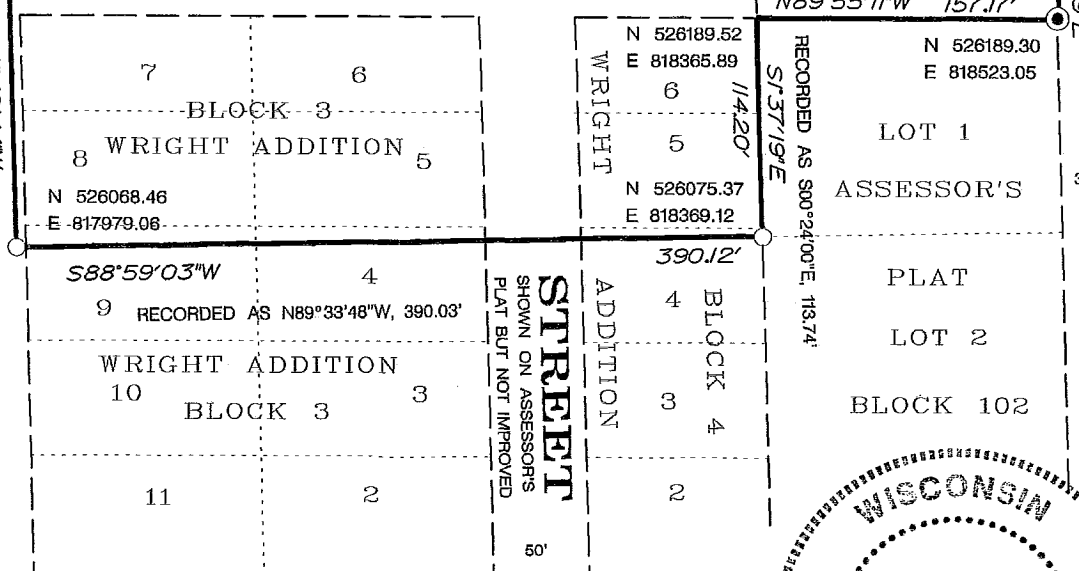 N89°55'11"W 157.17'
7
6
BLOCK 3
WRIGHT ADDITION
8
5
N 526068.46
E 817979.06
N 526189.52
E 818365.89
WRIGHT
6
5
114.20'
S1°37'19"E
RECORDED AS S00°24'00"E, 113.74'
N 526189.30
E 818523.05
LOT 1
ASSESSOR'S
N 526075.37
E 818369.12
S88°59'03"W
390.12'
4
9
RECORDED AS N89°33'48"W, 390.03'
WRIGHT ADDITION
10
3
BLOCK 3
11
2
STREET
SHOWN ON ASSESSOR'S
PLAT BUT NOT IMPROVED
50'
ADDITION
4
BLOCK 4
3
2
PLAT
LOT 2
BLOCK 102
WISCONSIN